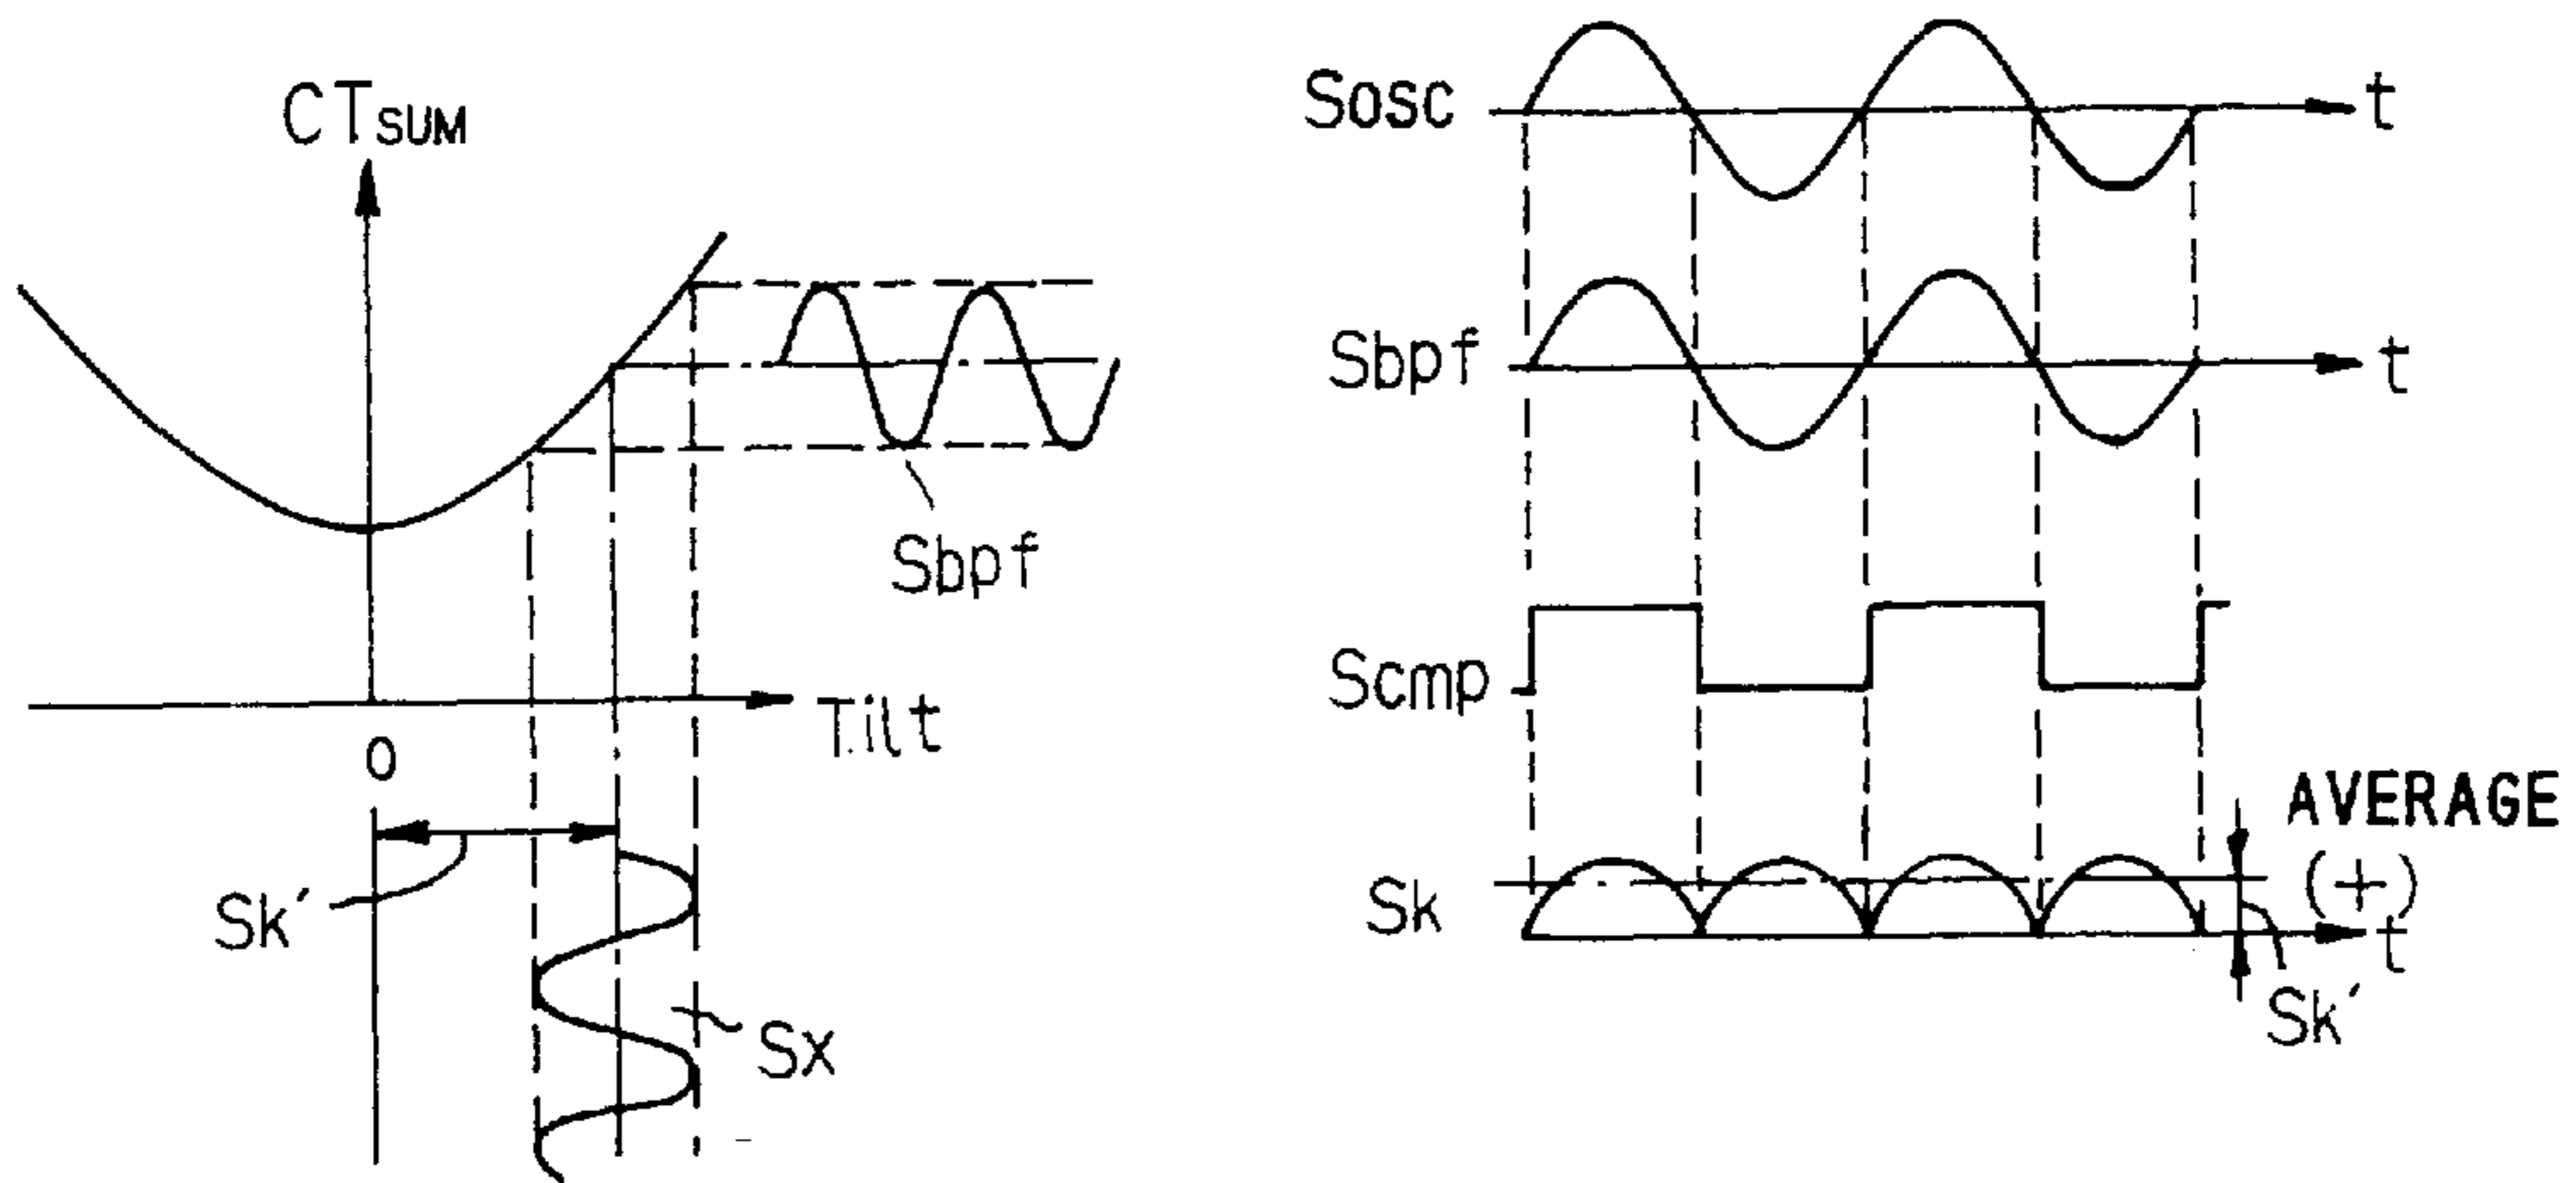 CTSUM
Sbpf
Tilt
0
Sk′
Sx
Sosc
t
Sbpf
t
Scmp
AVERAGE
(+)
Sk
t
Sk′